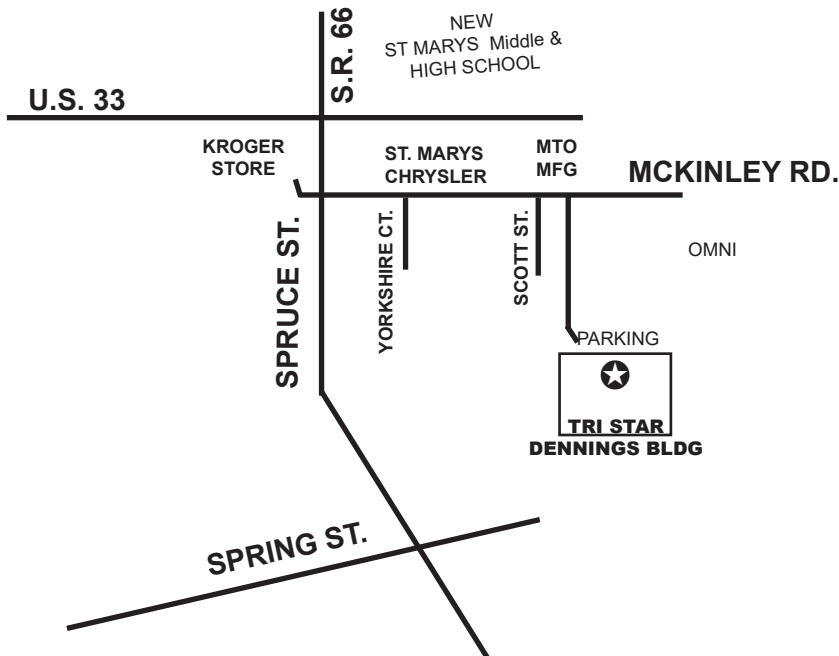 NEW
ST MARYS Middle &
HIGH SCHOOL
S.R. 66
U.S. 33
KROGER
STORE
ST. MARYS
CHRYSLER
MTO
MFG
MCKINLEY RD.
SPRUCE ST.
YORKSHIRE CT.
SCOTT ST.
OMNI
PARKING
TRI STAR
DENNINGS BLDG
SPRING ST.